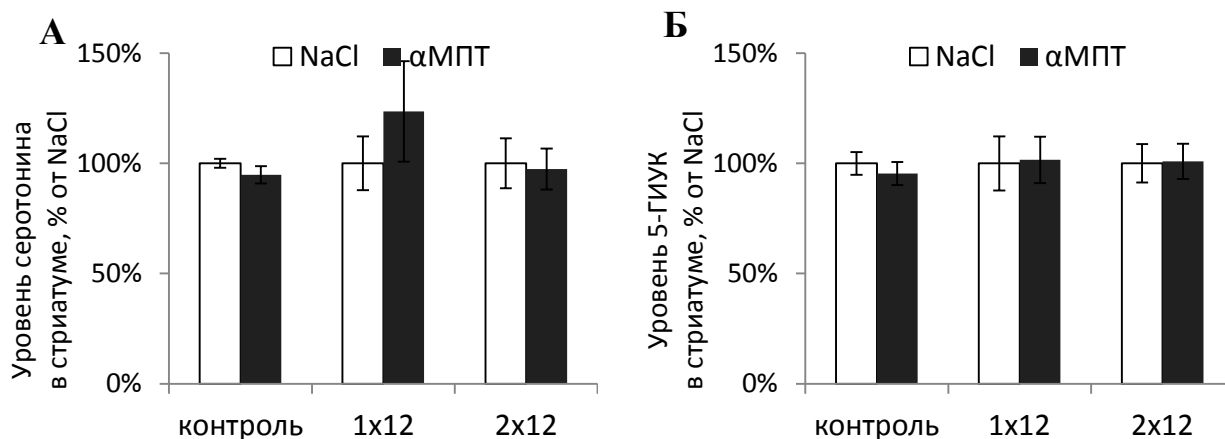 А
150%
NaCl αМПТ
100%
50%
0%
Уровень серотонина
в стриатуме, % от NaCl
контроль 1х12 2х12
Б
150%
NaCl αМПТ
100%
50%
0%
Уровень 5-ГИУК
в стриатуме, % от NaCl
контроль 1х12 2х12